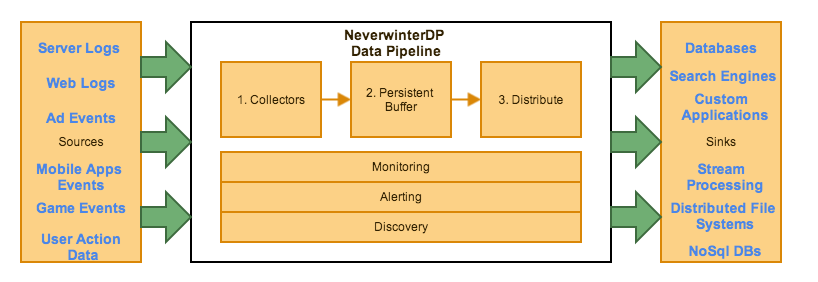 Server Logs
Web Logs
Ad Events
Sources
Mobile Apps
Events
Game Events
User Action
Data
NeverwinterDP
Data Pipeline
1. Collectors
2. Persistent
Buffer
3. Distribute
Monitoring
Alerting
Discovery
Databases
Search Engines
Custom
Applications
Sinks
Stream
Processing
Distributed File
Systems
NoSql DBs